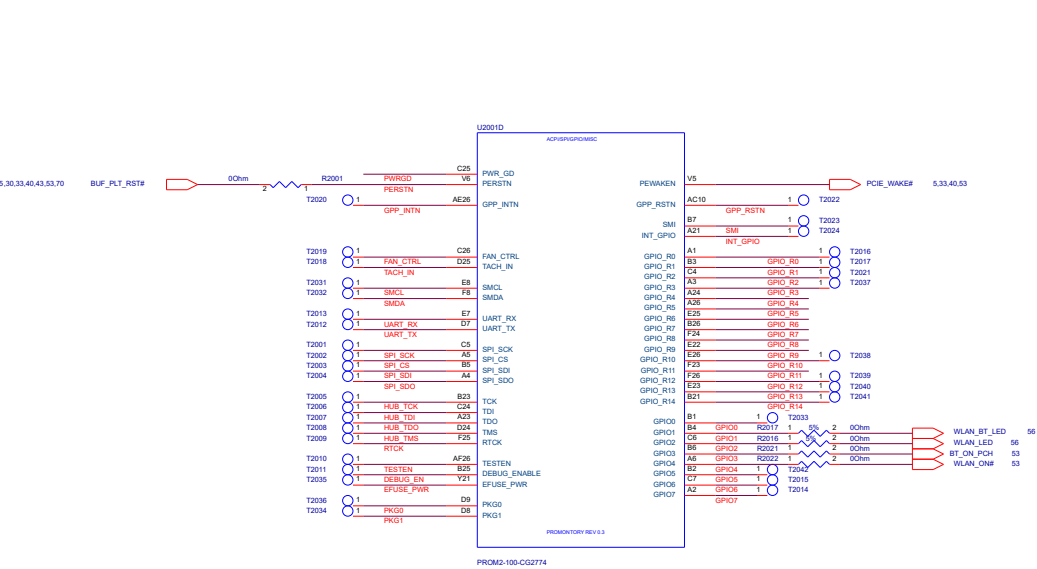 U2001D
ACPI/SPI/GPIO/MISC
5,30,33,40,43,53,70 BUF_PLT_RST# 0Ohm 2 1 R2001 PWRGD C25 PWR_GD
PERSTN V6 PERSTN
T2020 1 GPP_INTN AE26 GPP_INTN
T2019 1 FAN_CTRL C26 FAN_CTRL
T2018 1 TACH_IN D25 TACH_IN
T2031 1 SMCL E8 SMCL
T2032 1 SMDA F8 SMDA
T2013 1 UART_RX E7 UART_RX
T2012 1 UART_TX D7 UART_TX
T2001 1 SPI_SCK C5 SPI_SCK
T2002 1 SPI_CS A5 SPI_CS
T2003 1 SPI_SDI B5 SPI_SDI
T2004 1 SPI_SDO A4 SPI_SDO
T2005 1 HUB_TCK B23 TCK
T2006 1 HUB_TDI C24 TDI
T2007 1 HUB_TDO A23 TDO
T2008 1 HUB_TMS D24 TMS
T2009 1 RTCK F25 RTCK
T2010 1 TESTEN AF26 TESTEN
T2011 1 DEBUG_EN B25 DEBUG_ENABLE
T2035 1 EFUSE_PWR Y21 EFUSE_PWR
T2036 1 PKG0 D9 PKG0
T2034 1 PKG1 D8 PKG1
PEWAKEN V5 PCIE_WAKE# 5,33,40,53
GPP_RSTN AC10 GPP_RSTN 1 T2022
SMI B7 SMI 1 T2023
INT_GPIO A21 INT_GPIO 1 T2024
GPIO_R0 A1 GPIO_R0 1 T2016
GPIO_R1 B3 GPIO_R1 1 T2017
GPIO_R2 C4 GPIO_R2 1 T2021
GPIO_R3 A3 GPIO_R3 1 T2037
GPIO_R4 A24 GPIO_R4
GPIO_R5 A26 GPIO_R5
GPIO_R6 E25 GPIO_R6
GPIO_R7 B26 GPIO_R7
GPIO_R8 F24 GPIO_R8
GPIO_R9 E22 GPIO_R9
GPIO_R10 E26 GPIO_R10 1 T2038
GPIO_R11 F23 GPIO_R11
GPIO_R12 F26 GPIO_R12 1 T2039
GPIO_R13 E23 GPIO_R13 1 T2040
GPIO_R14 B21 GPIO_R14 1 T2041
GPIO0 B1 GPIO0 1 T2033
GPIO1 B4 GPIO1 R2017 1 5% 2 0Ohm WLAN_BT_LED 56
GPIO2 C6 GPIO2 R2016 1 5% 2 0Ohm WLAN_LED 56
GPIO3 B6 GPIO3 R2021 1 2 0Ohm BT_ON_PCH 53
GPIO4 A6 GPIO4 R2022 1 2 0Ohm WLAN_ON# 53
GPIO5 B2 GPIO5 1 T2042
GPIO6 C7 GPIO6 1 T2015
GPIO7 A2 GPIO7 1 T2014
PROMONTORY REV 0.3
PROM2-100-CG2774